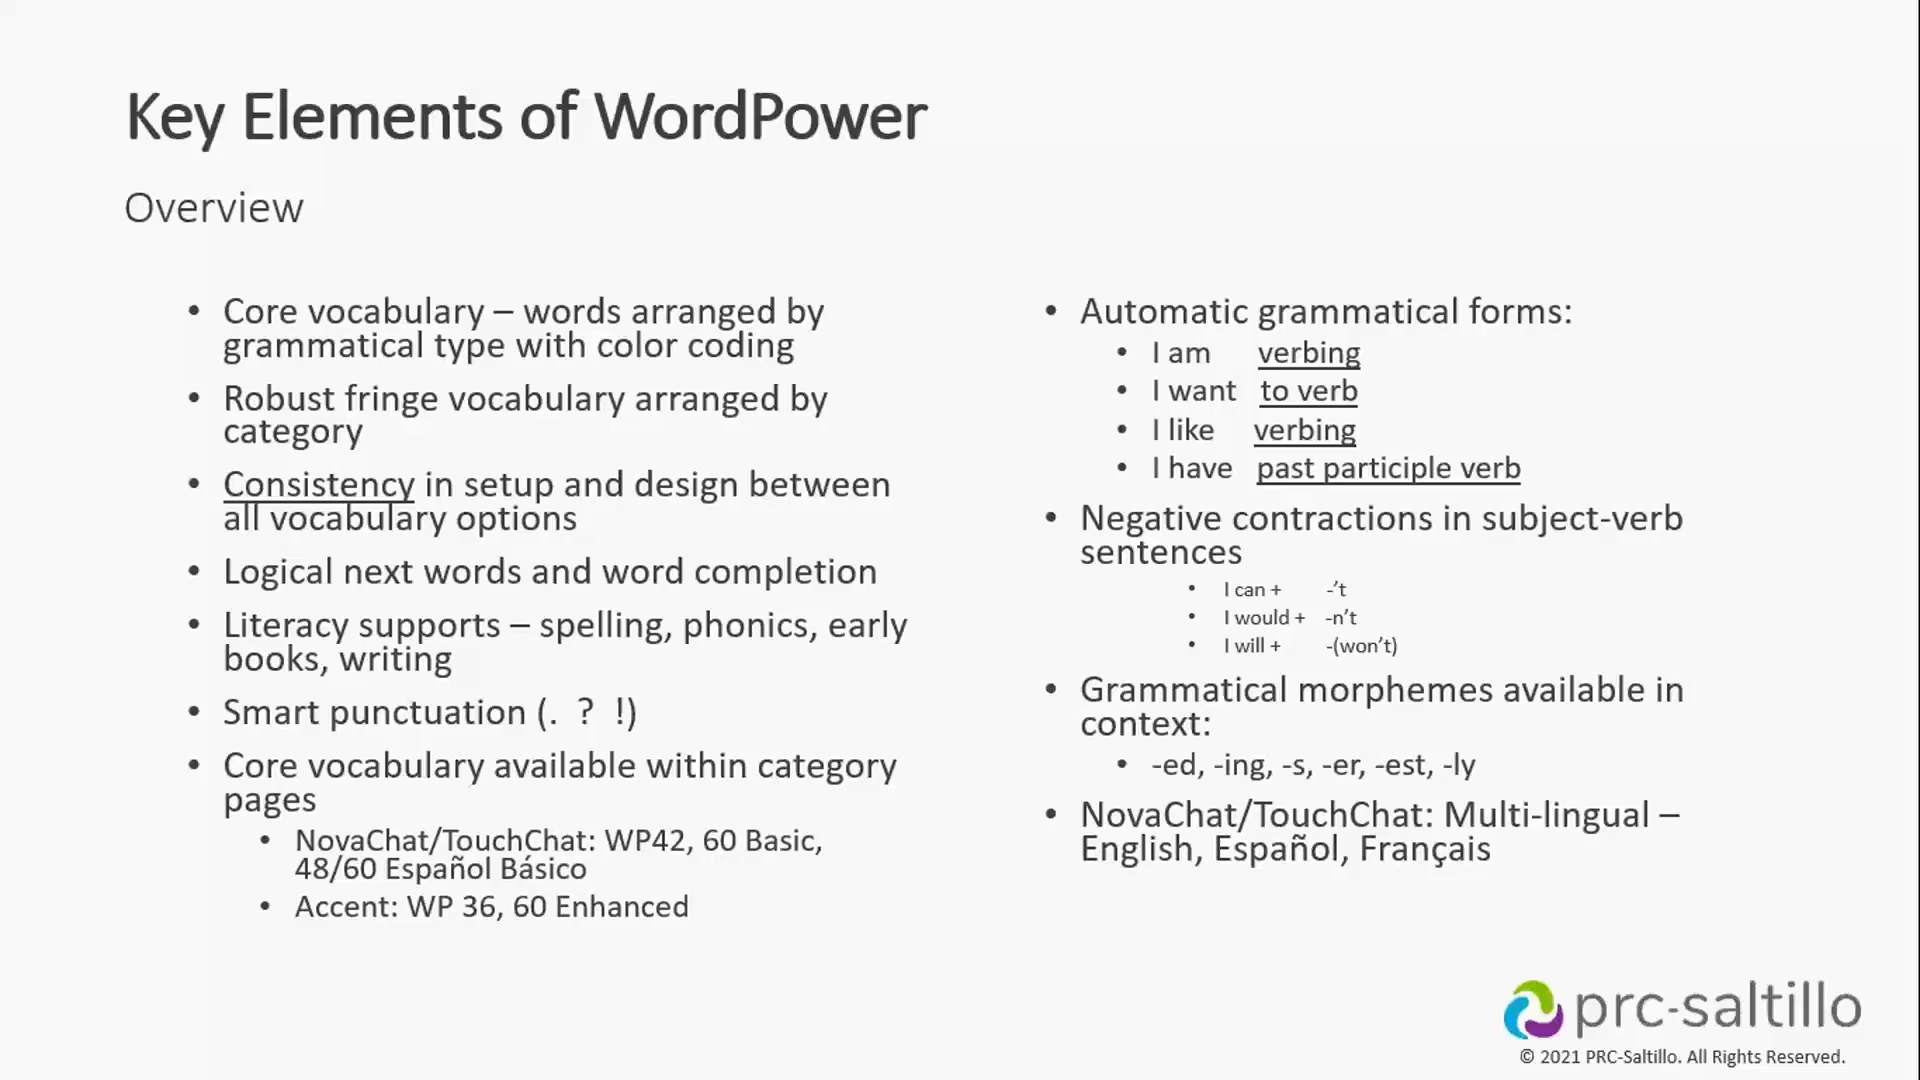 Key Elements of WordPower
Overview
• Core vocabulary – words arranged by
grammatical type with color coding
• Robust fringe vocabulary arranged by
category
• Consistency in setup and design between
all vocabulary options
• Logical next words and word completion
• Literacy supports – spelling, phonics, early
books, writing
• Smart punctuation (. ? !)
• Core vocabulary available within category
pages
• NovaChat/TouchChat: WP42, 60 Basic,
48/60 Español Básico
• Accent: WP 36, 60 Enhanced
• Automatic grammatical forms:
• I am verbing
• I want to verb
• I like verbing
• I have past participle verb
• Negative contractions in subject-verb
sentences
• I can + -’t
• I would + -n’t
• I will + -(won’t)
• Grammatical morphemes available in
context:
• -ed, -ing, -s, -er, -est, -ly
• NovaChat/TouchChat: Multi-lingual –
English, Español, Français
prc-saltillo
© 2021 PRC-Saltillo. All Rights Reserved.